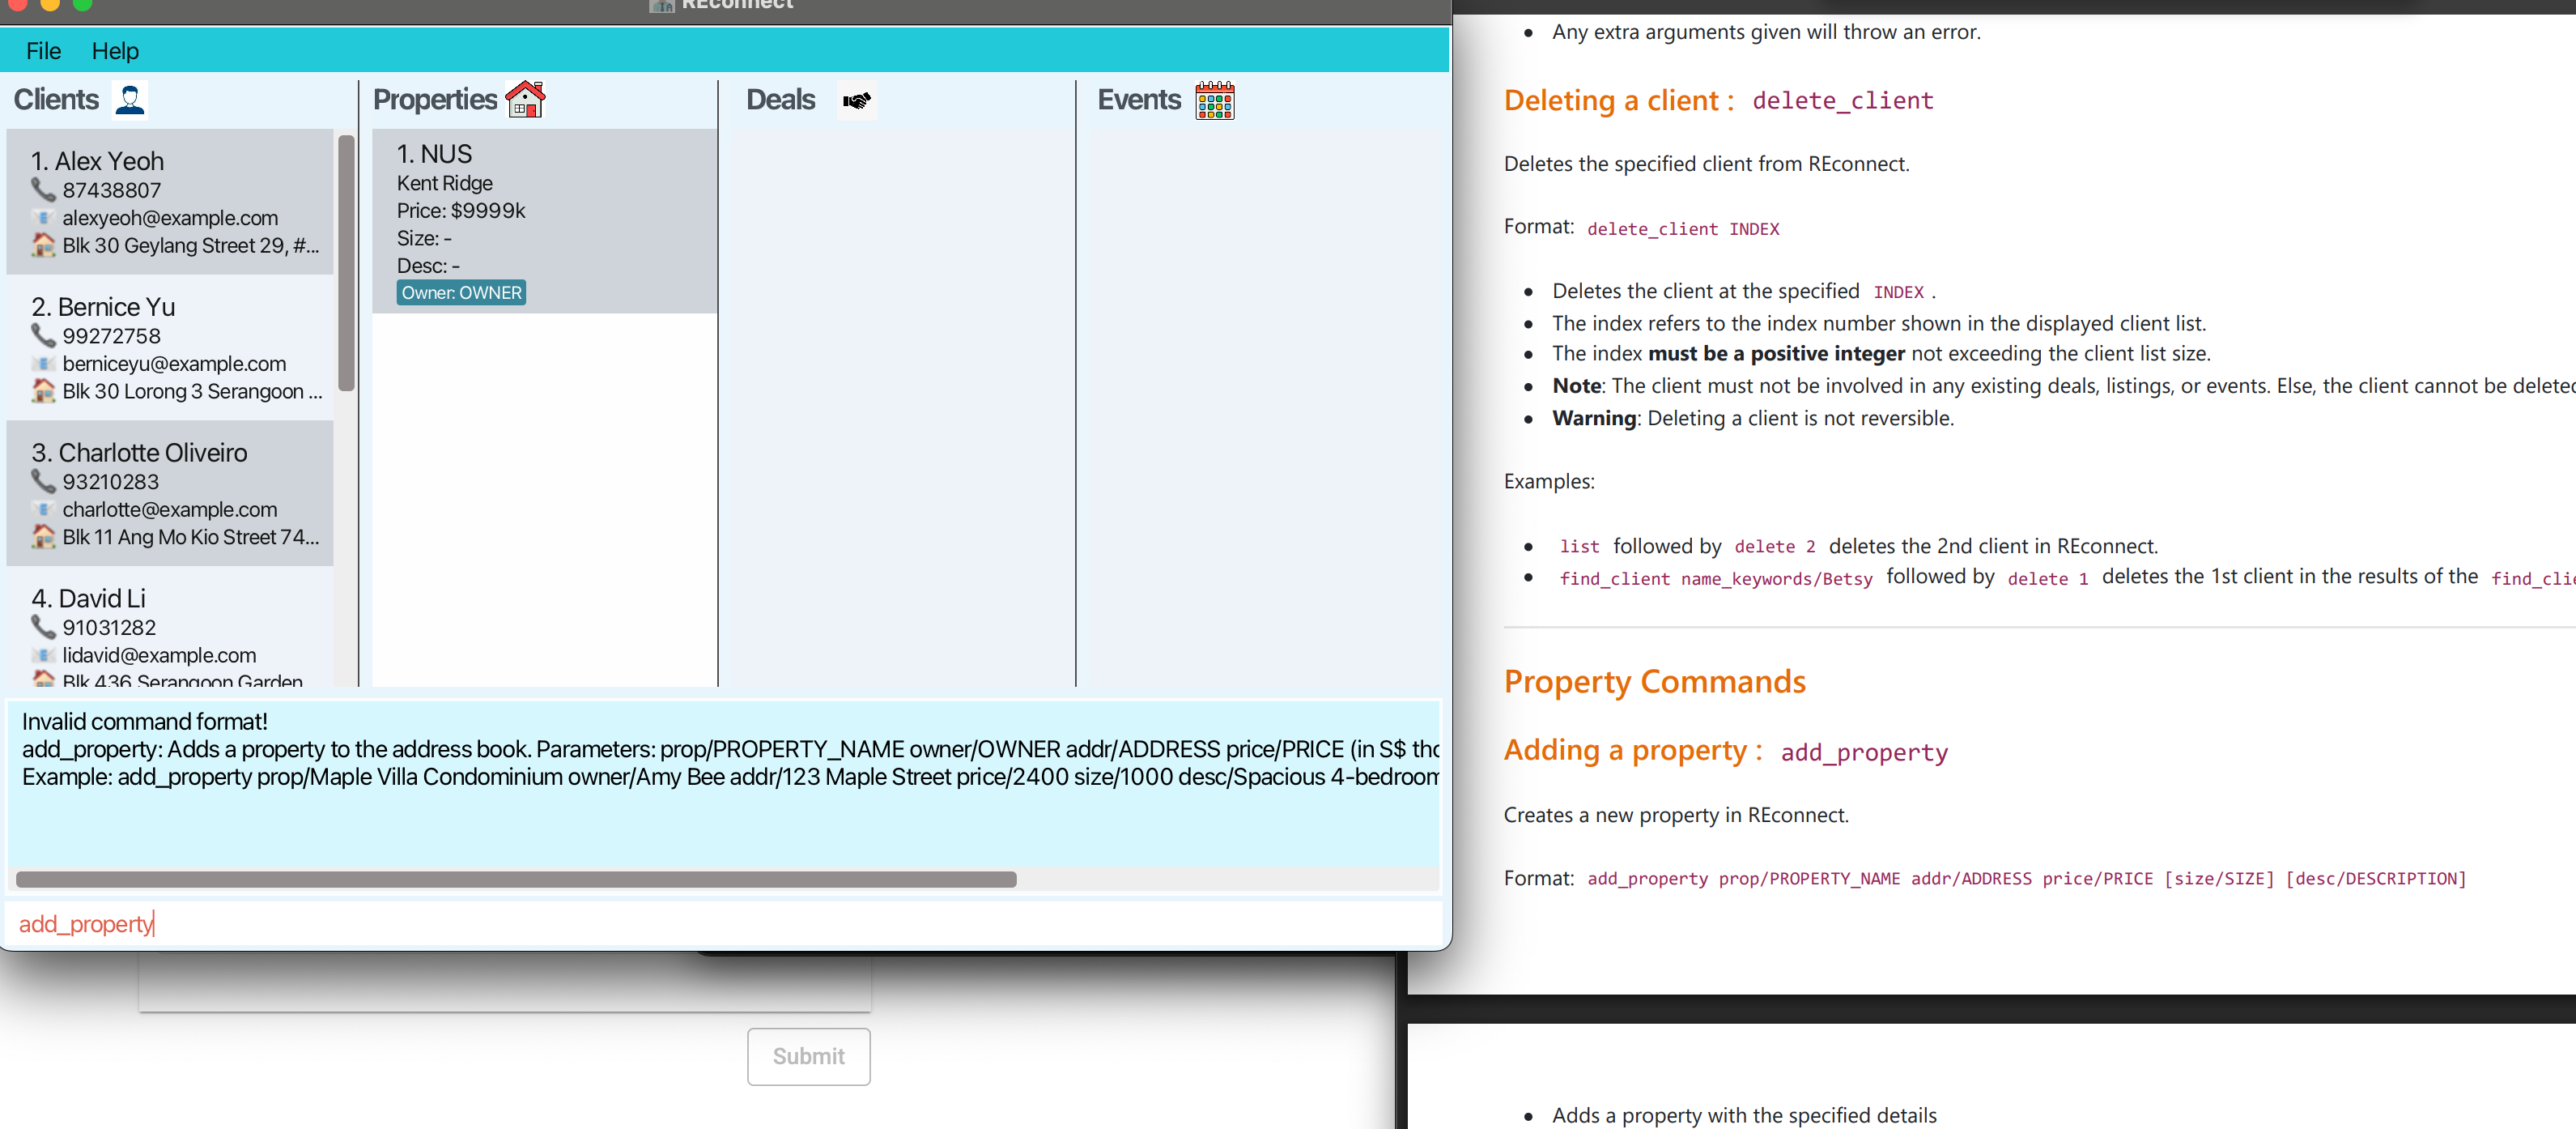 REconnect
File Help
Clients
Properties
Deals
Events
1. Alex Yeoh
87438807
alexyeoh@example.com
Blk 30 Geylang Street 29, #...
2. Bernice Yu
99272758
berniceyu@example.com
Blk 30 Lorong 3 Serangoon ...
3. Charlotte Oliveiro
93210283
charlotte@example.com
Blk 11 Ang Mo Kio Street 74...
4. David Li
91031282
lidavid@example.com
Blk 436 Serangoon Garden
1. NUS
Kent Ridge
Price: $9999k
Size: -
Desc: -
Owner: OWNER
Invalid command format!
add_property: Adds a property to the address book. Parameters: prop/PROPERTY_NAME owner/OWNER addr/ADDRESS price/PRICE (in S$ tho
Example: add_property prop/Maple Villa Condominium owner/Amy Bee addr/123 Maple Street price/2400 size/1000 desc/Spacious 4-bedroom
add_property
Submit
• Any extra arguments given will throw an error.
Deleting a client : delete_client
Deletes the specified client from REconnect.
Format: delete_client INDEX
• Deletes the client at the specified INDEX .
• The index refers to the index number shown in the displayed client list.
• The index must be a positive integer not exceeding the client list size.
• Note: The client must not be involved in any existing deals, listings, or events. Else, the client cannot be deleted
• Warning: Deleting a client is not reversible.
Examples:
• list followed by delete 2 deletes the 2nd client in REconnect.
• find_client name_keywords/Betsy followed by delete 1 deletes the 1st client in the results of the find_clie
Property Commands
Adding a property : add_property
Creates a new property in REconnect.
Format: add_property prop/PROPERTY_NAME addr/ADDRESS price/PRICE [size/SIZE] [desc/DESCRIPTION]
• Adds a property with the specified details